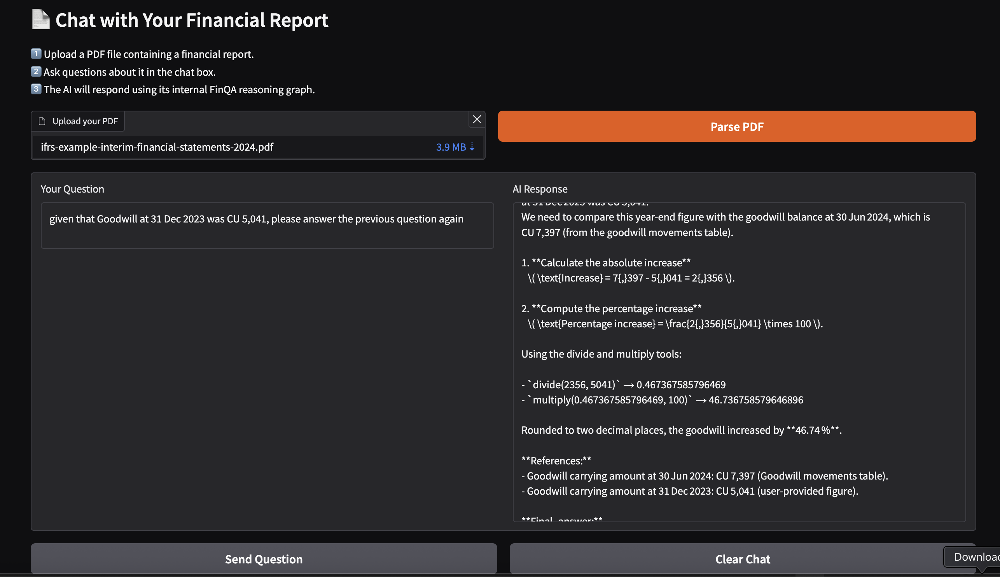 Chat with Your Financial Report
1 Upload a PDF file containing a financial report.
2 Ask questions about it in the chat box.
3 The AI will respond using its internal FinQA reasoning graph.
Upload your PDF
ifrs-example-interim-financial-statements-2024.pdf 3.9 MB ⇣
Parse PDF
Your Question
given that Goodwill at 31 Dec 2023 was CU 5,041, please answer the previous question again
AI Response
at 31 Dec 2023 was CU 5,041.
We need to compare this year-end figure with the goodwill balance at 30 Jun 2024, which is
CU 7,397 (from the goodwill movements table).
1. **Calculate the absolute increase**
\( \text{Increase} = 7{,}397 - 5{,}041 = 2{,}356 \).
2. **Compute the percentage increase**
\( \text{Percentage increase} = \frac{2{,}356}{5{,}041} \times 100 \).
Using the divide and multiply tools:
- `divide(2356, 5041)` → 0.467367585796469
- `multiply(0.467367585796469, 100)` → 46.736758579646896
Rounded to two decimal places, the goodwill increased by **46.74 %**.
**References:**
- Goodwill carrying amount at 30 Jun 2024: CU 7,397 (Goodwill movements table).
- Goodwill carrying amount at 31 Dec 2023: CU 5,041 (user-provided figure).
**Final_answer:**
Send Question
Clear Chat